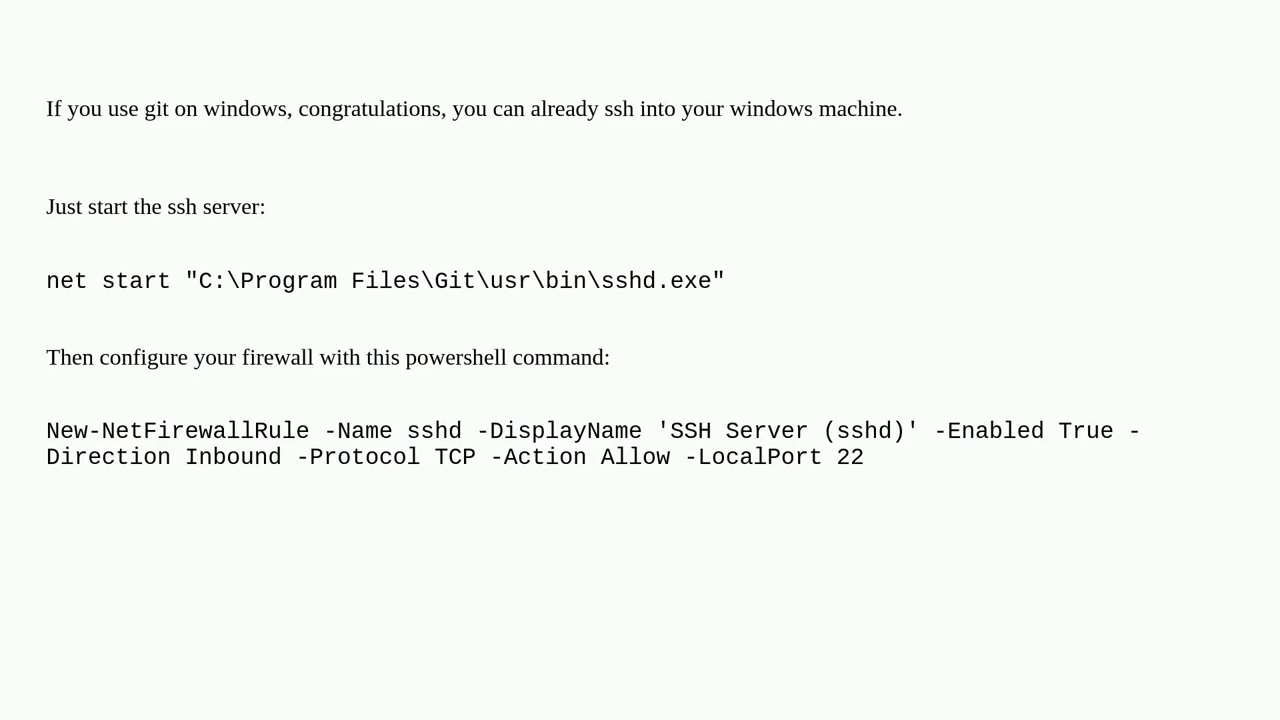 If you use git on windows, congratulations, you can already ssh into your windows machine.
Just start the ssh server:
net start "C:\Program Files\Git\usr\bin\sshd.exe"
Then configure your firewall with this powershell command:
New-NetFirewallRule -Name sshd -DisplayName 'SSH Server (sshd)' -Enabled True -
Direction Inbound -Protocol TCP -Action Allow -LocalPort 22